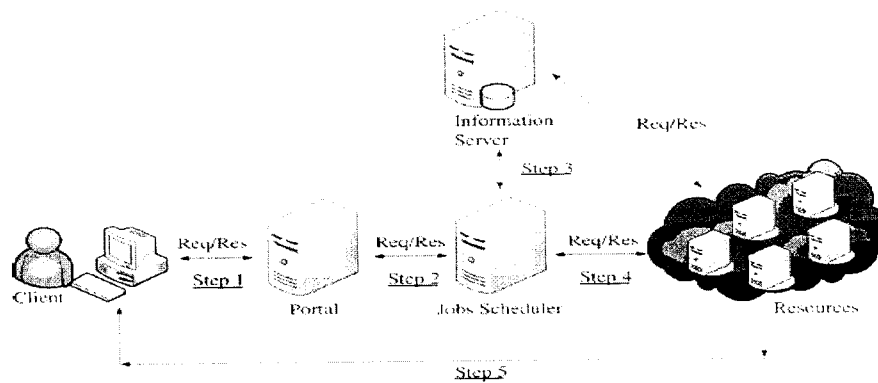 Information
Server
Req/Res
Step 3
Req/Res
Req/Res
Req/Res
Step 1
Step 2
Step 4
Client
Portal
Jobs Scheduler
Resources
Step 5